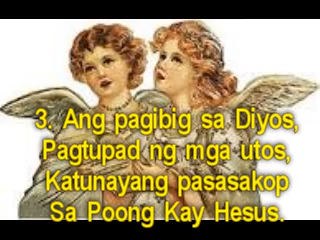 3. Ang pagibig sa Diyos,
Pagtupad ng mga utos,
Katunayang pasasakop
Sa Poong Kay Hesus.